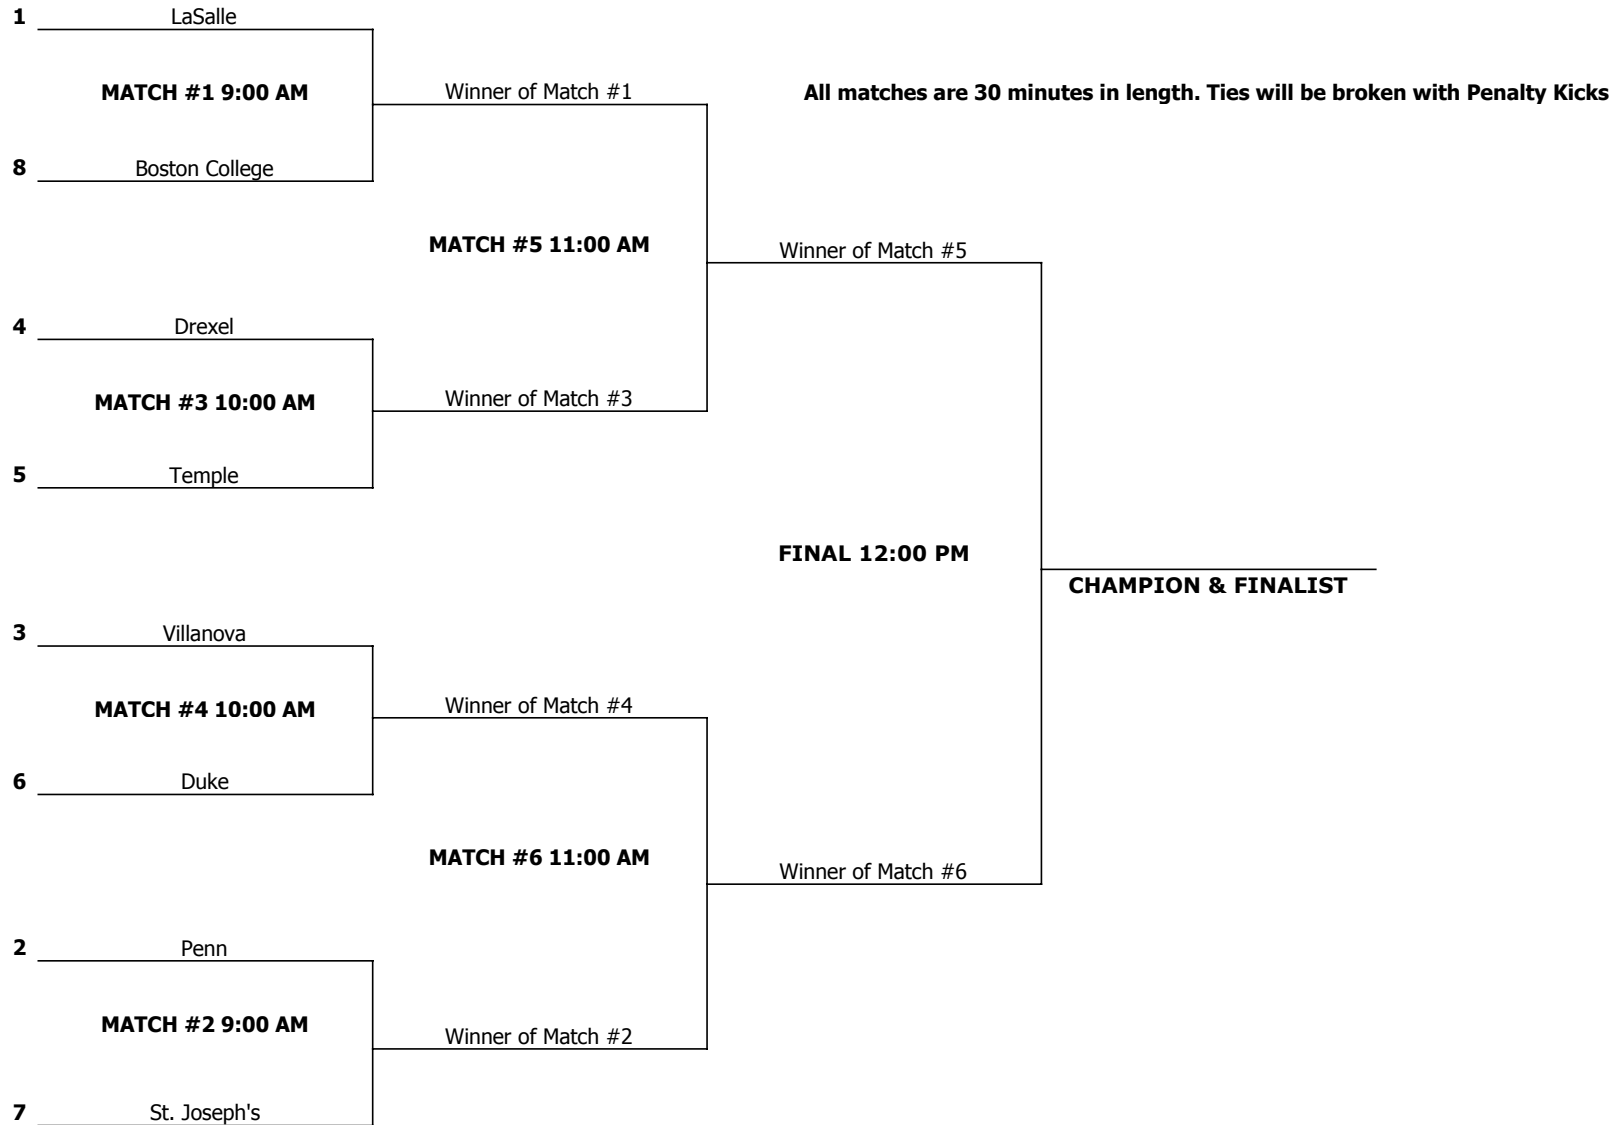 1 LaSalle
MATCH #1 9:00 AM
Winner of Match #1
All matches are 30 minutes in length. Ties will be broken with Penalty Kicks
8 Boston College
MATCH #5 11:00 AM
Winner of Match #5
4 Drexel
MATCH #3 10:00 AM
Winner of Match #3
5 Temple
FINAL 12:00 PM
CHAMPION & FINALIST
3 Villanova
MATCH #4 10:00 AM
Winner of Match #4
6 Duke
MATCH #6 11:00 AM
Winner of Match #6
2 Penn
MATCH #2 9:00 AM
Winner of Match #2
7 St. Joseph's